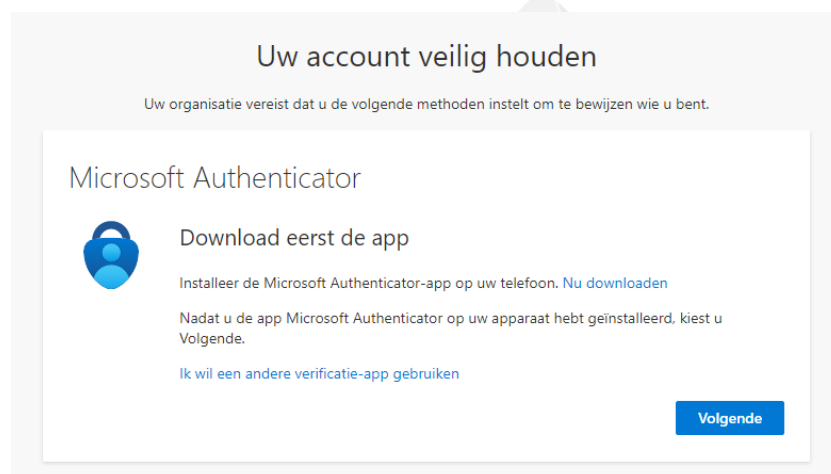 Uw account veilig houden
Uw organisatie vereist dat u de volgende methoden instelt om te bewijzen wie u bent.
Microsoft Authenticator
Download eerst de app
Installeer de Microsoft Authenticator-app op uw telefoon. Nu downloaden
Nadat u de app Microsoft Authenticator op uw apparaat hebt geïnstalleerd, kiest u
Volgende.
Ik wil een andere verificatie-app gebruiken
Volgende